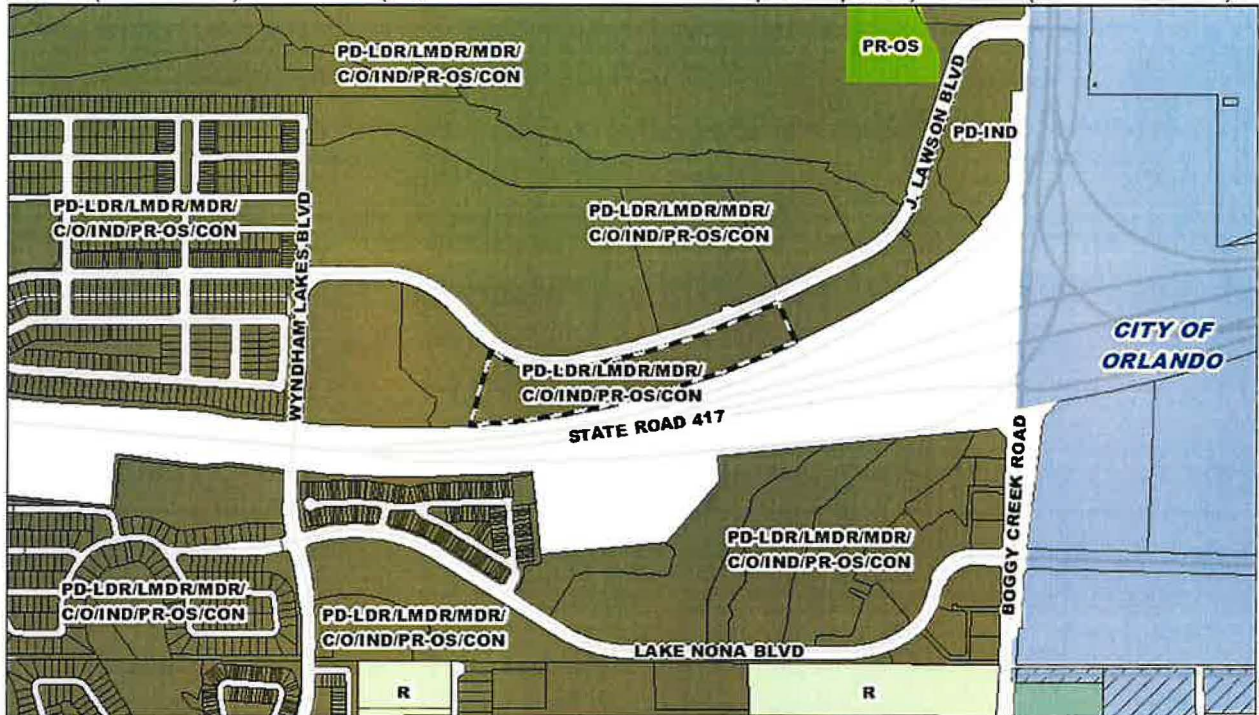 PD-LDR/LMDR/MDR/
C/O/IND/PR-OS/CON
PR-OS
J. LAWSON BLVD
PD-IND
PD-LDR/LMDR/MDR/
C/O/IND/PR-OS/CON
WYNDHAM LAKES BLVD
PD-LDR/LMDR/MDR/
C/O/IND/PR-OS/CON
CITY OF
ORLANDO
PD-LDR/LMDR/MDR/
C/O/IND/PR-OS/CON
STATE ROAD 417
BOGGY CREEK ROAD
PD-LDR/LMDR/MDR/
C/O/IND/PR-OS/CON
PD-LDR/LMDR/MDR/
C/O/IND/PR-OS/CON
PD-LDR/LMDR/MDR/
C/O/IND/PR-OS/CON
LAKE NONA BLVD
R
R